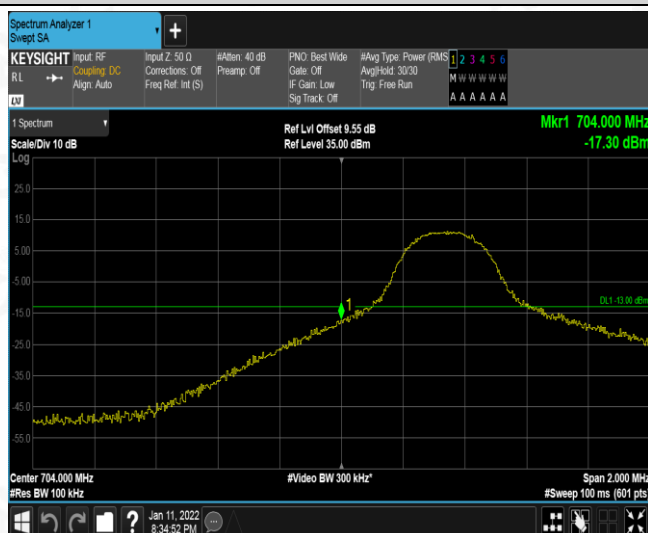 Spectrum Analyzer 1
Swept SA
+
KEYSIGHT
RL
Input: RF
Coupling: DC
Align: Auto
Input Z: 50 Ω
Corrections: Off
Freq Ref: Int (S)
#Atten: 40 dB
Preamp: Off
PNO: Best Wide
Gate: Off
IF Gain: Low
Sig Track: Off
#Avg Type: Power (RMS
Avg|Hold: 30/30
Trig: Free Run
1 2 3 4 5 6
M W W W W W
A A A A A A
LXI
1 Spectrum
Scale/Div 10 dB
Log
Ref Lvl Offset 9.55 dB
Ref Level 35.00 dBm
Mkr1 704.000 MHz
-17.30 dBm
25.0
15.0
5.00
-5.00
-15.0
-25.0
-35.0
-45.0
-55.0
1
DL1 -13.00 dBm
Center 704.000 MHz
#Res BW 100 kHz
#Video BW 300 kHz*
Span 2.000 MHz
#Sweep 100 ms (601 pts)
?
Jan 11, 2022
8:34:52 PM